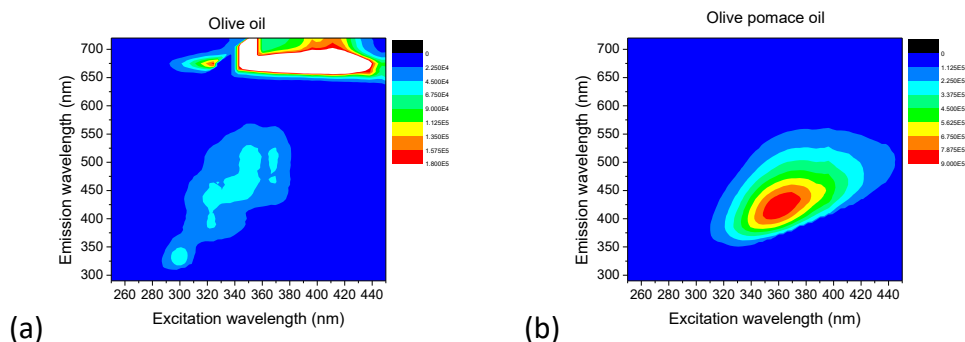 Olive oil
700
650
600
550
500
450
400
350
300
260 280 300 320 340 360 380 400 420 440
Emission wavelength (nm)
Excitation wavelength (nm)
0
2.250E4
4.500E4
6.750E4
9.000E4
1.125E5
1.350E5
1.575E5
1.800E5
(a)
Olive pomace oil
700
650
600
550
500
450
400
350
300
260 280 300 320 340 360 380 400 420 440
Emission wavelength (nm)
Excitation wavelength (nm)
0
1.125E5
2.250E5
3.375E5
4.500E5
5.625E5
6.750E5
7.875E5
9.000E5
(b)